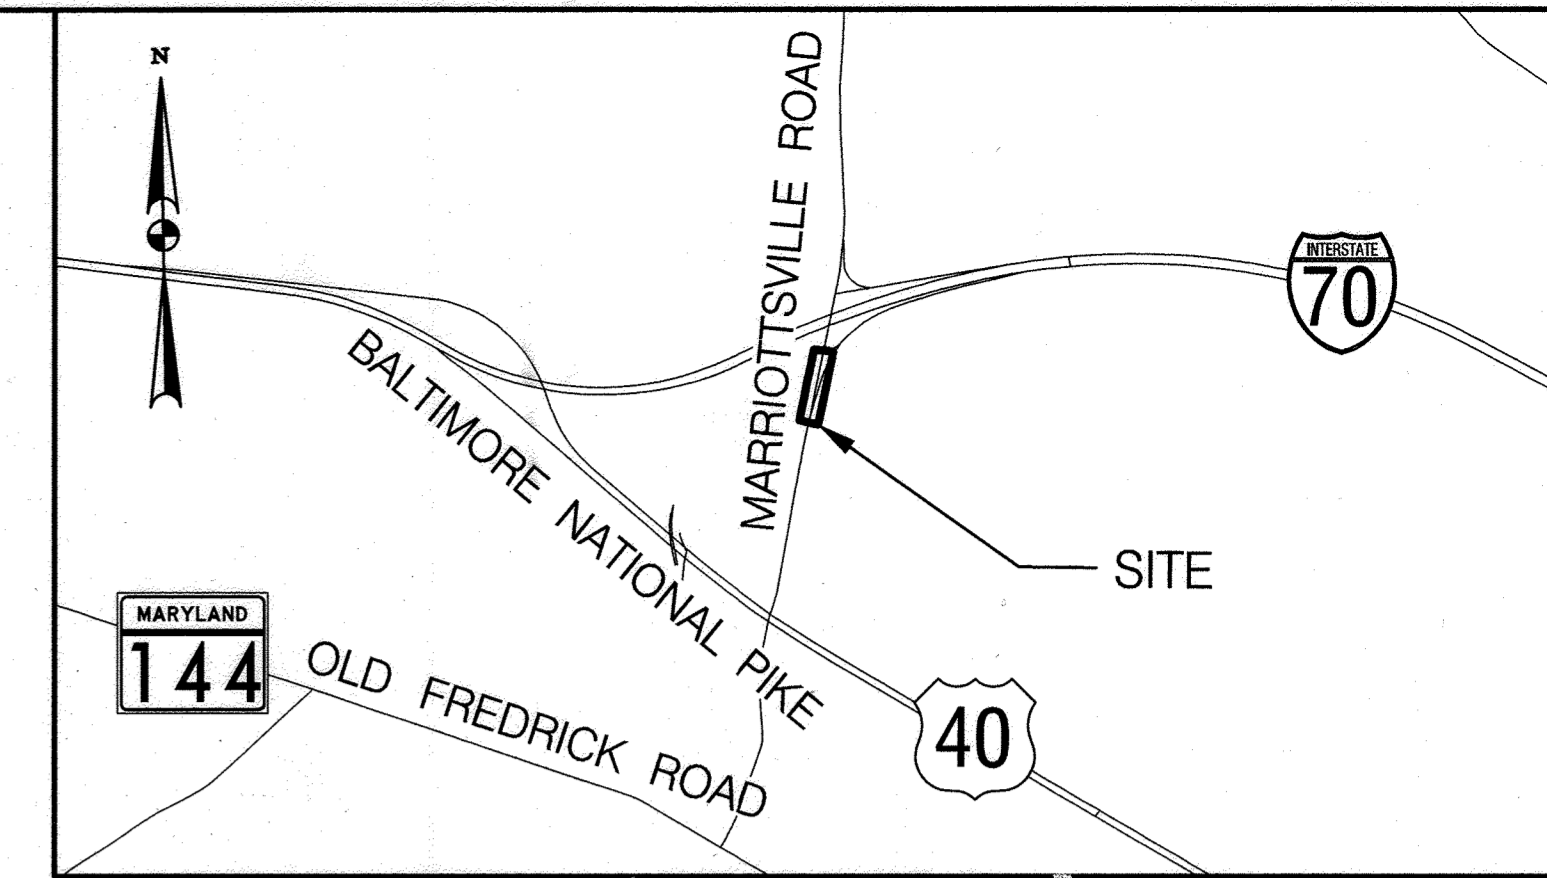 N
MARRIOTTSVILLE ROAD
INTERSTATE
70
BALTIMORE NATIONAL PIKE
SITE
MARYLAND
144
OLD FREDRICK ROAD
40